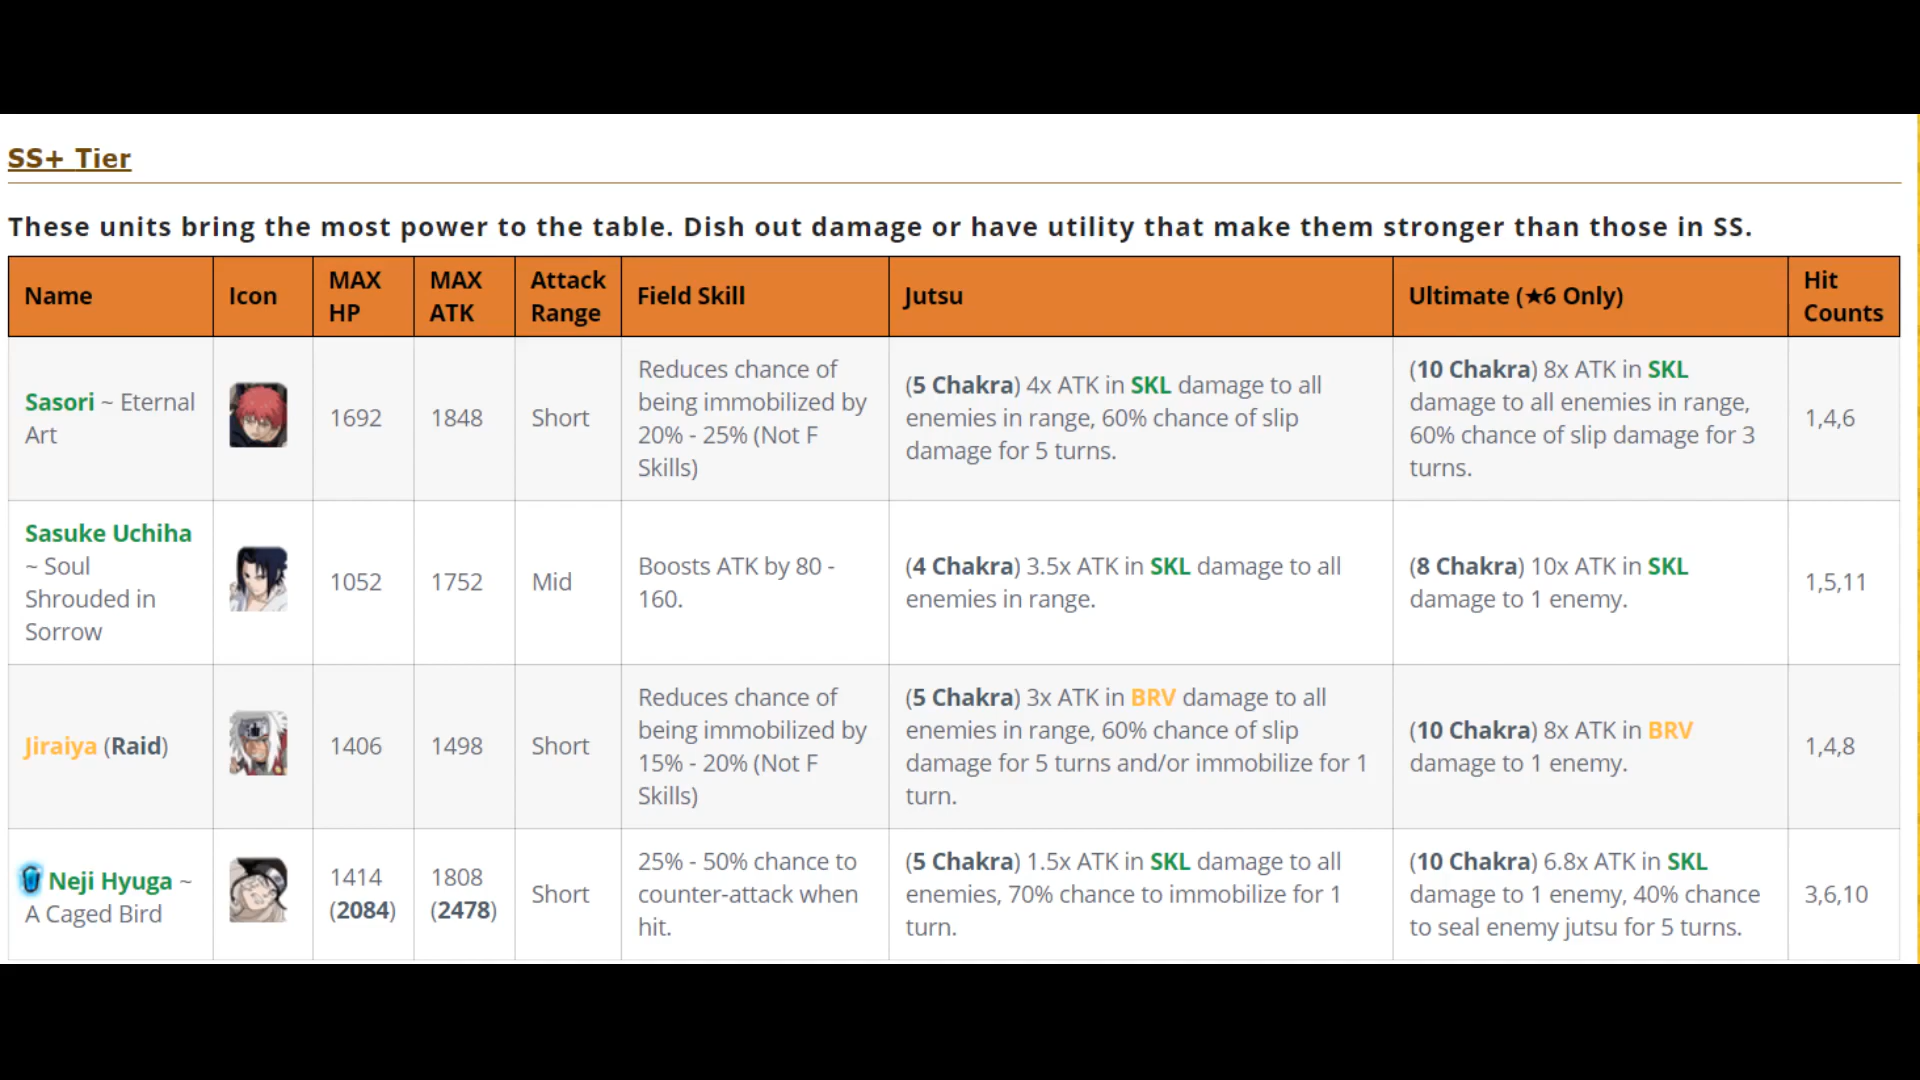 SS+ Tier
These units bring the most power to the table. Dish out damage or have utility that make them stronger than those in SS.
Name Icon MAX HP MAX ATK Attack Range Field Skill Jutsu Ultimate (★6 Only) Hit Counts
Sasori ~ Eternal
Art
1692
1848
Short
Reduces chance of
being immobilized by
20% - 25% (Not F
Skills)
(5 Chakra) 4x ATK in SKL damage to all
enemies in range, 60% chance of slip
damage for 5 turns.
(10 Chakra) 8x ATK in SKL
damage to all enemies in range,
60% chance of slip damage for 3
turns.
1,4,6
Sasuke Uchiha
~ Soul
Shrouded in
Sorrow
1052
1752
Mid
Boosts ATK by 80 -
160.
(4 Chakra) 3.5x ATK in SKL damage to all
enemies in range.
(8 Chakra) 10x ATK in SKL
damage to 1 enemy.
1,5,11
Jiraiya (Raid)
1406
1498
Short
Reduces chance of
being immobilized by
15% - 20% (Not F
Skills)
(5 Chakra) 3x ATK in BRV damage to all
enemies in range, 60% chance of slip
damage for 5 turns and/or immobilize for 1
turn.
(10 Chakra) 8x ATK in BRV
damage to 1 enemy.
1,4,8
Neji Hyuga ~
A Caged Bird
1414
(2084)
1808
(2478)
Short
25% - 50% chance to
counter-attack when
hit.
(5 Chakra) 1.5x ATK in SKL damage to all
enemies, 70% chance to immobilize for 1
turn.
(10 Chakra) 6.8x ATK in SKL
damage to 1 enemy, 40% chance
to seal enemy jutsu for 5 turns.
3,6,10